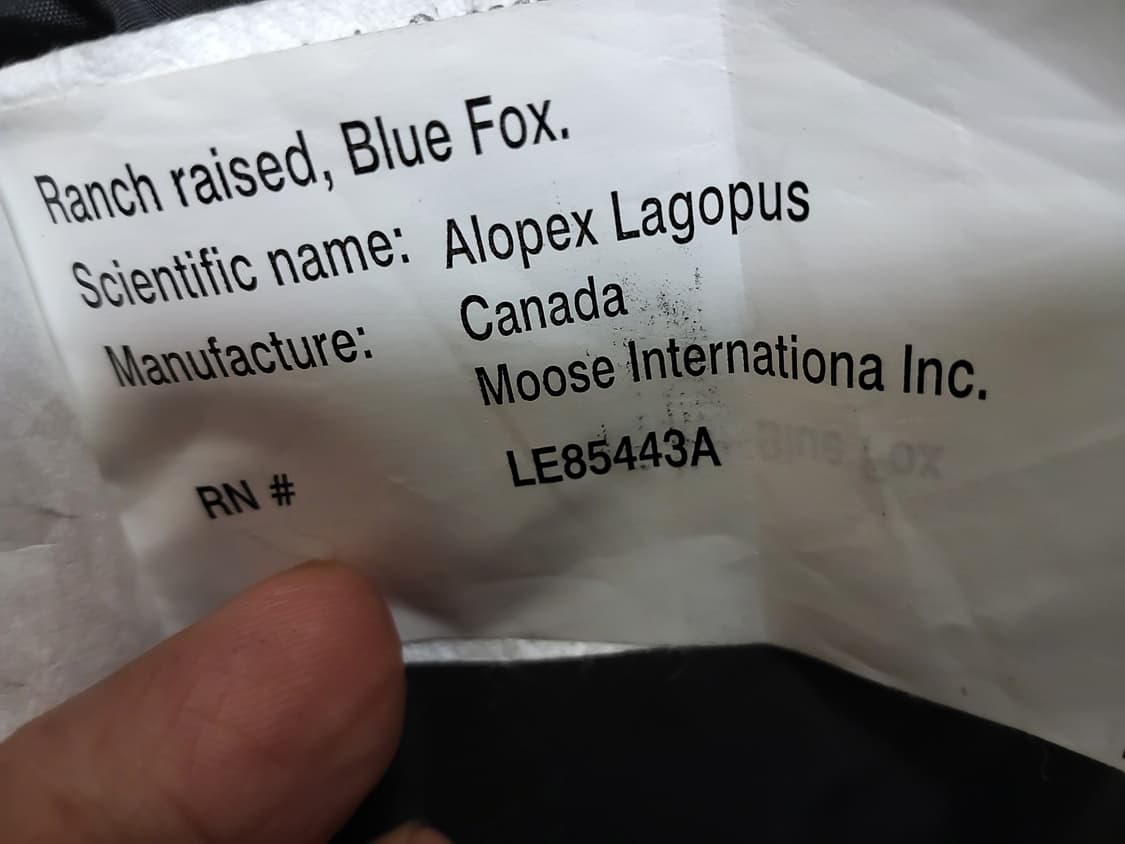 Ranch raised, Blue Fox.
Scientific name: Alopex Lagopus
Manufacture: Canada
Moose Internationa Inc.
RN # LE85443A